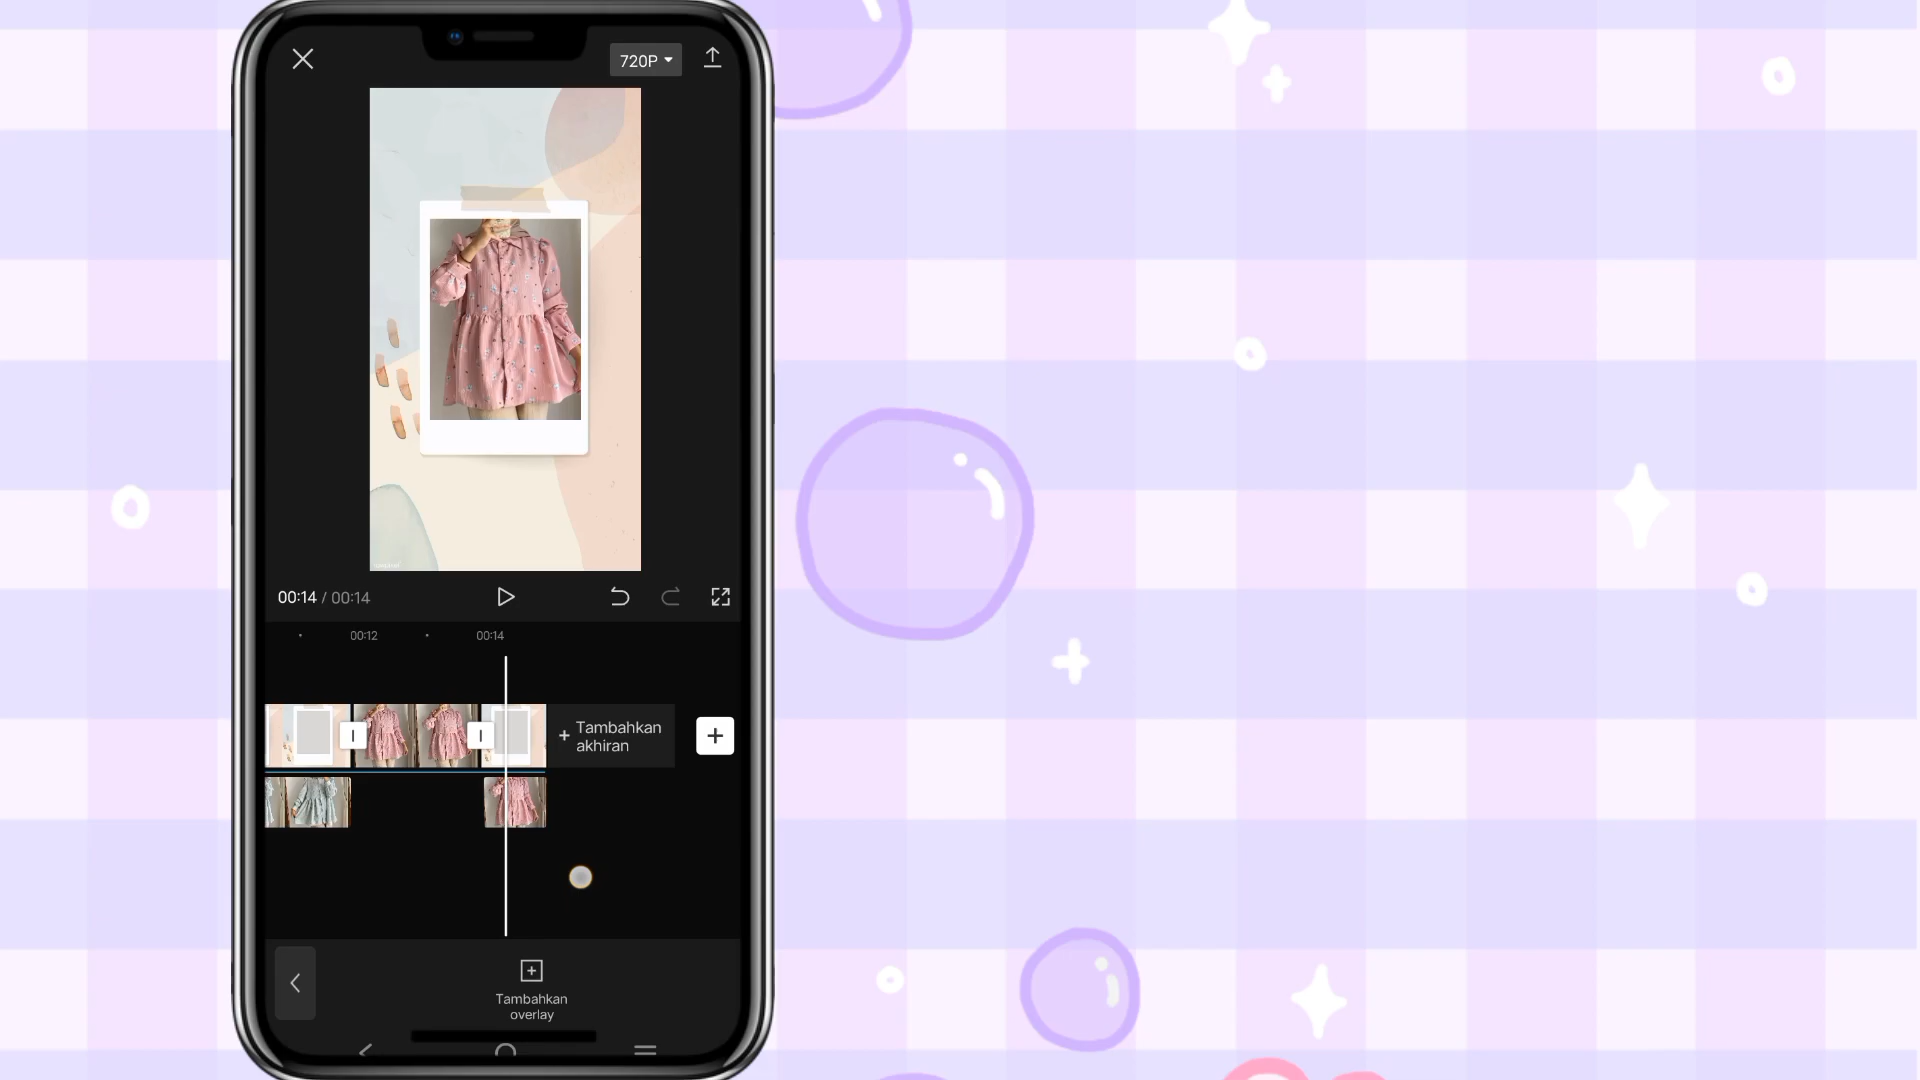 720P
00:14 / 00:14
00:12
00:14
+ Tambahkan
akhiran
+
Tambahkan
overlay